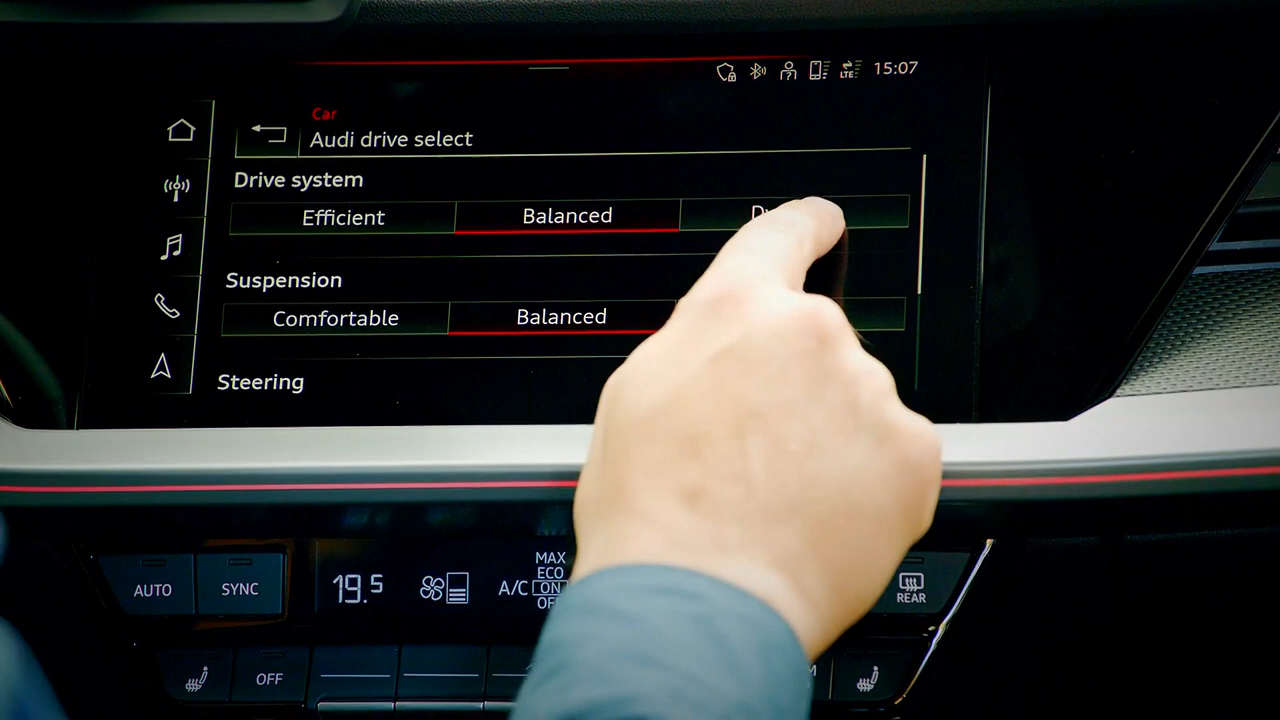 LTE 15:07
Car
Audi drive select
Drive system
Efficient Balanced
Suspension
Comfortable Balanced
Steering
AUTO SYNC 19.5 A/C MAX
ECO
ON
REAR
OFF